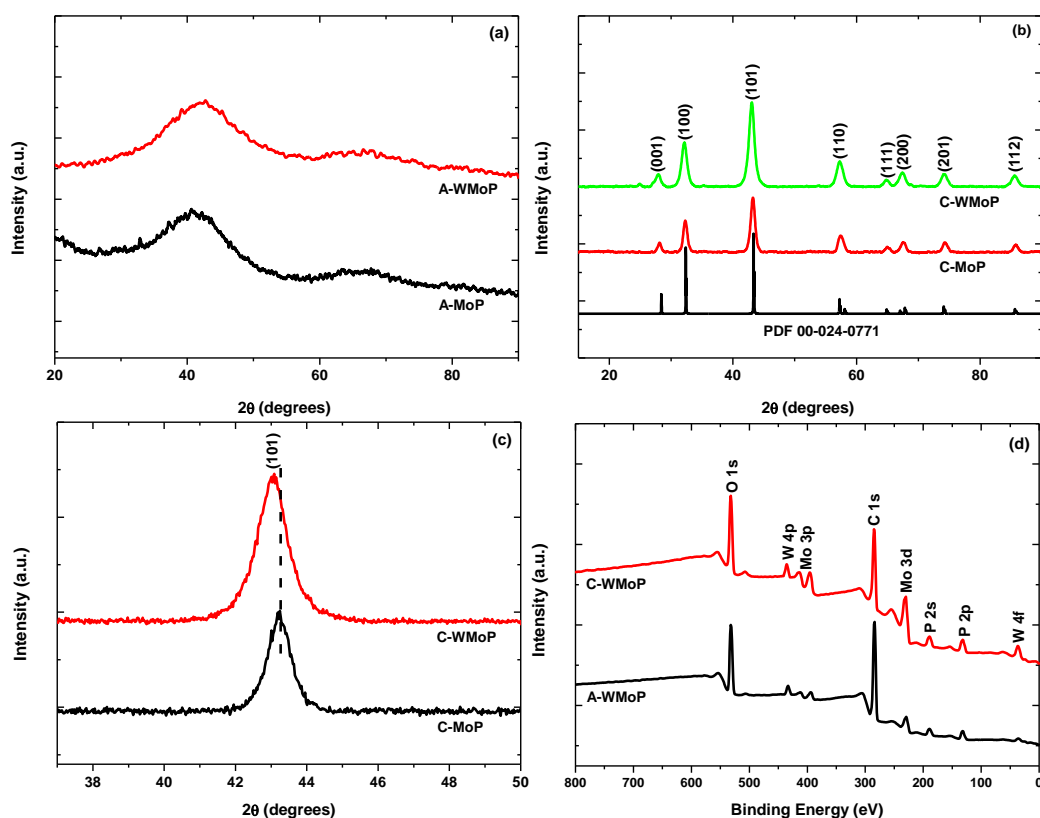 (a)
A-WMoP
A-MoP
Intensity (a.u.)
20 40 60 80
2θ (degrees)
(b)
(001)
(100)
(101)
(110)
(111)
(200)
(201)
(112)
C-WMoP
C-MoP
PDF 00-024-0771
Intensity (a.u.)
20 40 60 80
2θ (degrees)
(c)
(101)
C-WMoP
C-MoP
Intensity (a.u.)
38 40 42 44 46 48 50
2θ (degrees)
(d)
O 1s
W 4p
Mo 3p
C 1s
Mo 3d
P 2s
P 2p
W 4f
C-WMoP
A-WMoP
Intensity (a.u.)
800 700 600 500 400 300 200 100 0
Binding Energy (eV)